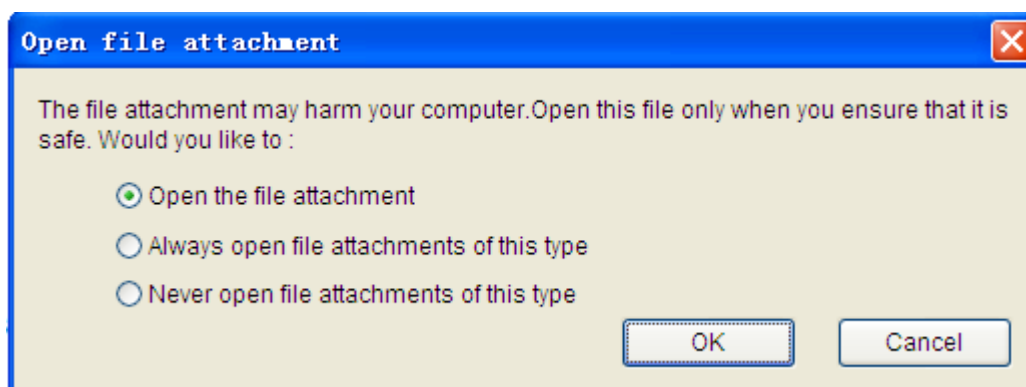 Open file attachment
The file attachment may harm your computer.Open this file only when you ensure that it is
safe. Would you like to :
Open the file attachment
Always open file attachments of this type
Never open file attachments of this type
OK Cancel